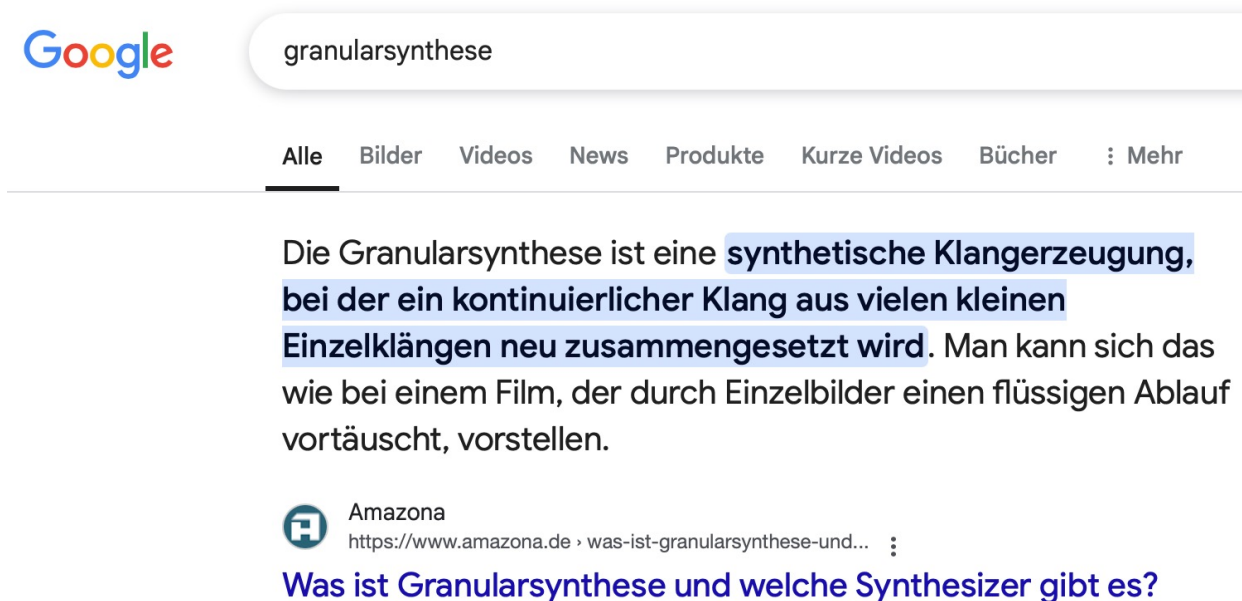 Google
granularsynthese
Alle Bilder Videos News Produkte Kurze Videos Bücher ⋮ Mehr
Die Granularsynthese ist eine synthetische Klangerzeugung,
bei der ein kontinuierlicher Klang aus vielen kleinen
Einzelklängen neu zusammengesetzt wird. Man kann sich das
wie bei einem Film, der durch Einzelbilder einen flüssigen Ablauf
vortäuscht, vorstellen.
Amazona
https://www.amazona.de › was-ist-granularsynthese-und...
Was ist Granularsynthese und welche Synthesizer gibt es?